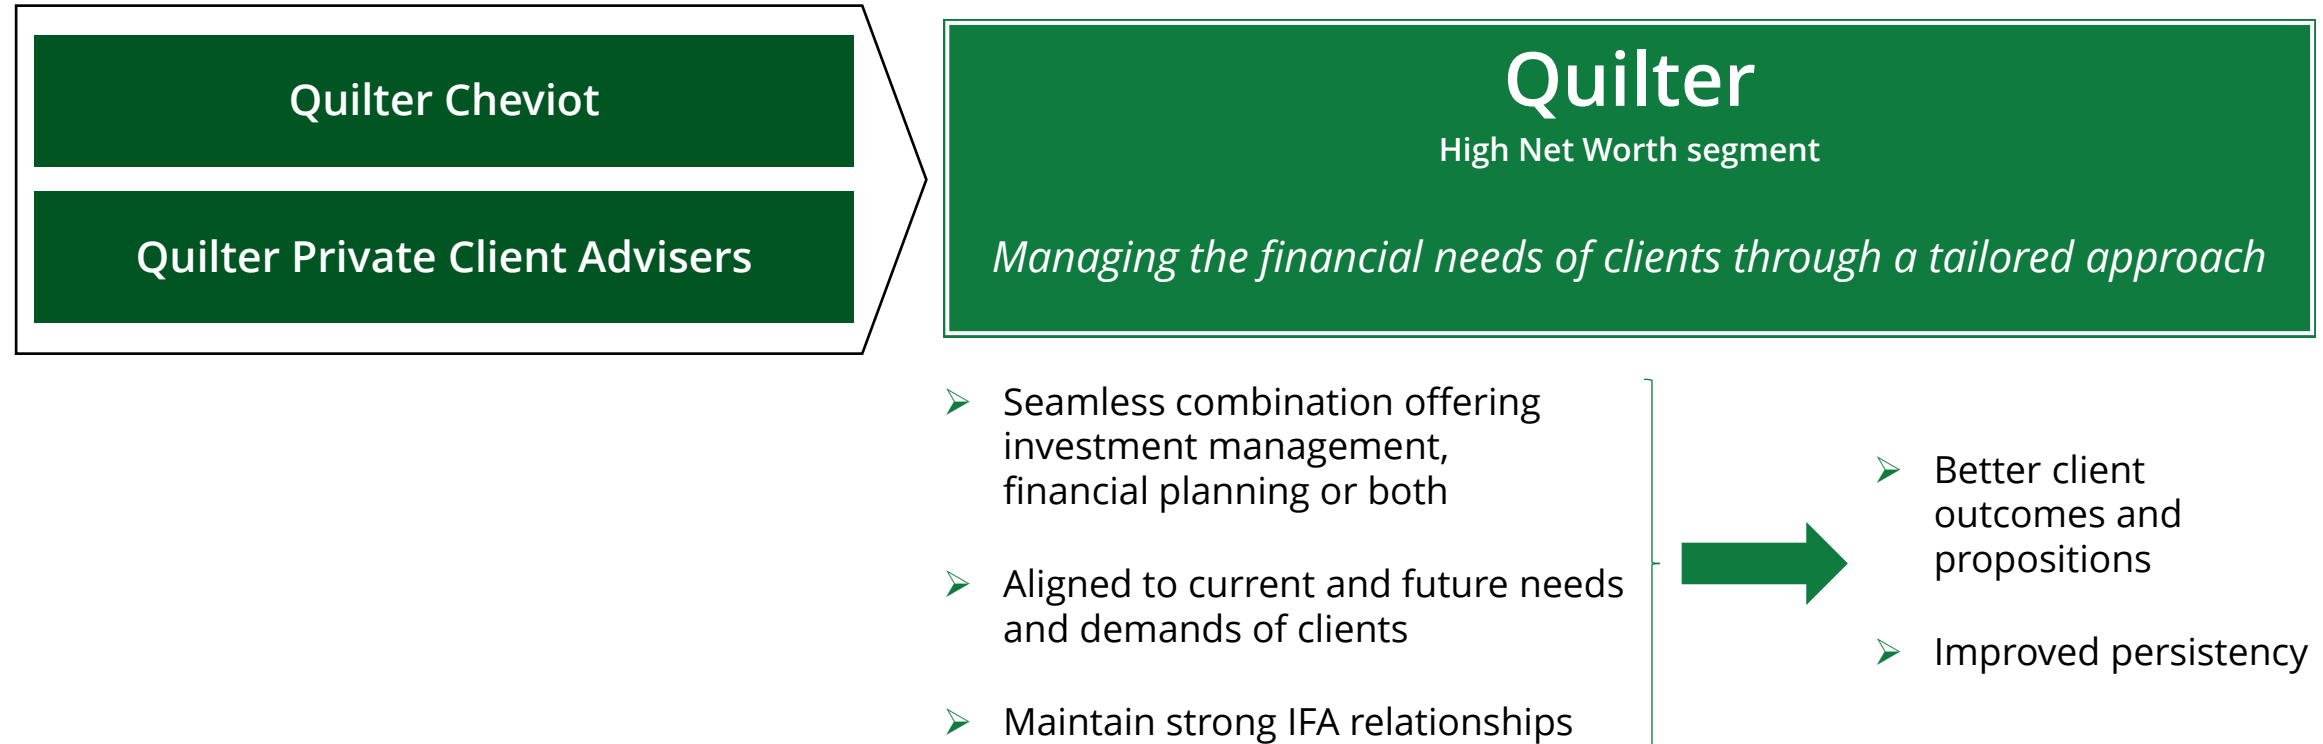 Quilter Cheviot
Quilter Private Client Advisers
Quilter
High Net Worth segment
Managing the financial needs of clients through a tailored approach
Seamless combination offering
investment management,
financial planning or both
Aligned to current and future needs
and demands of clients
Maintain strong IFA relationships
Better client
outcomes and
propositions
Improved persistency